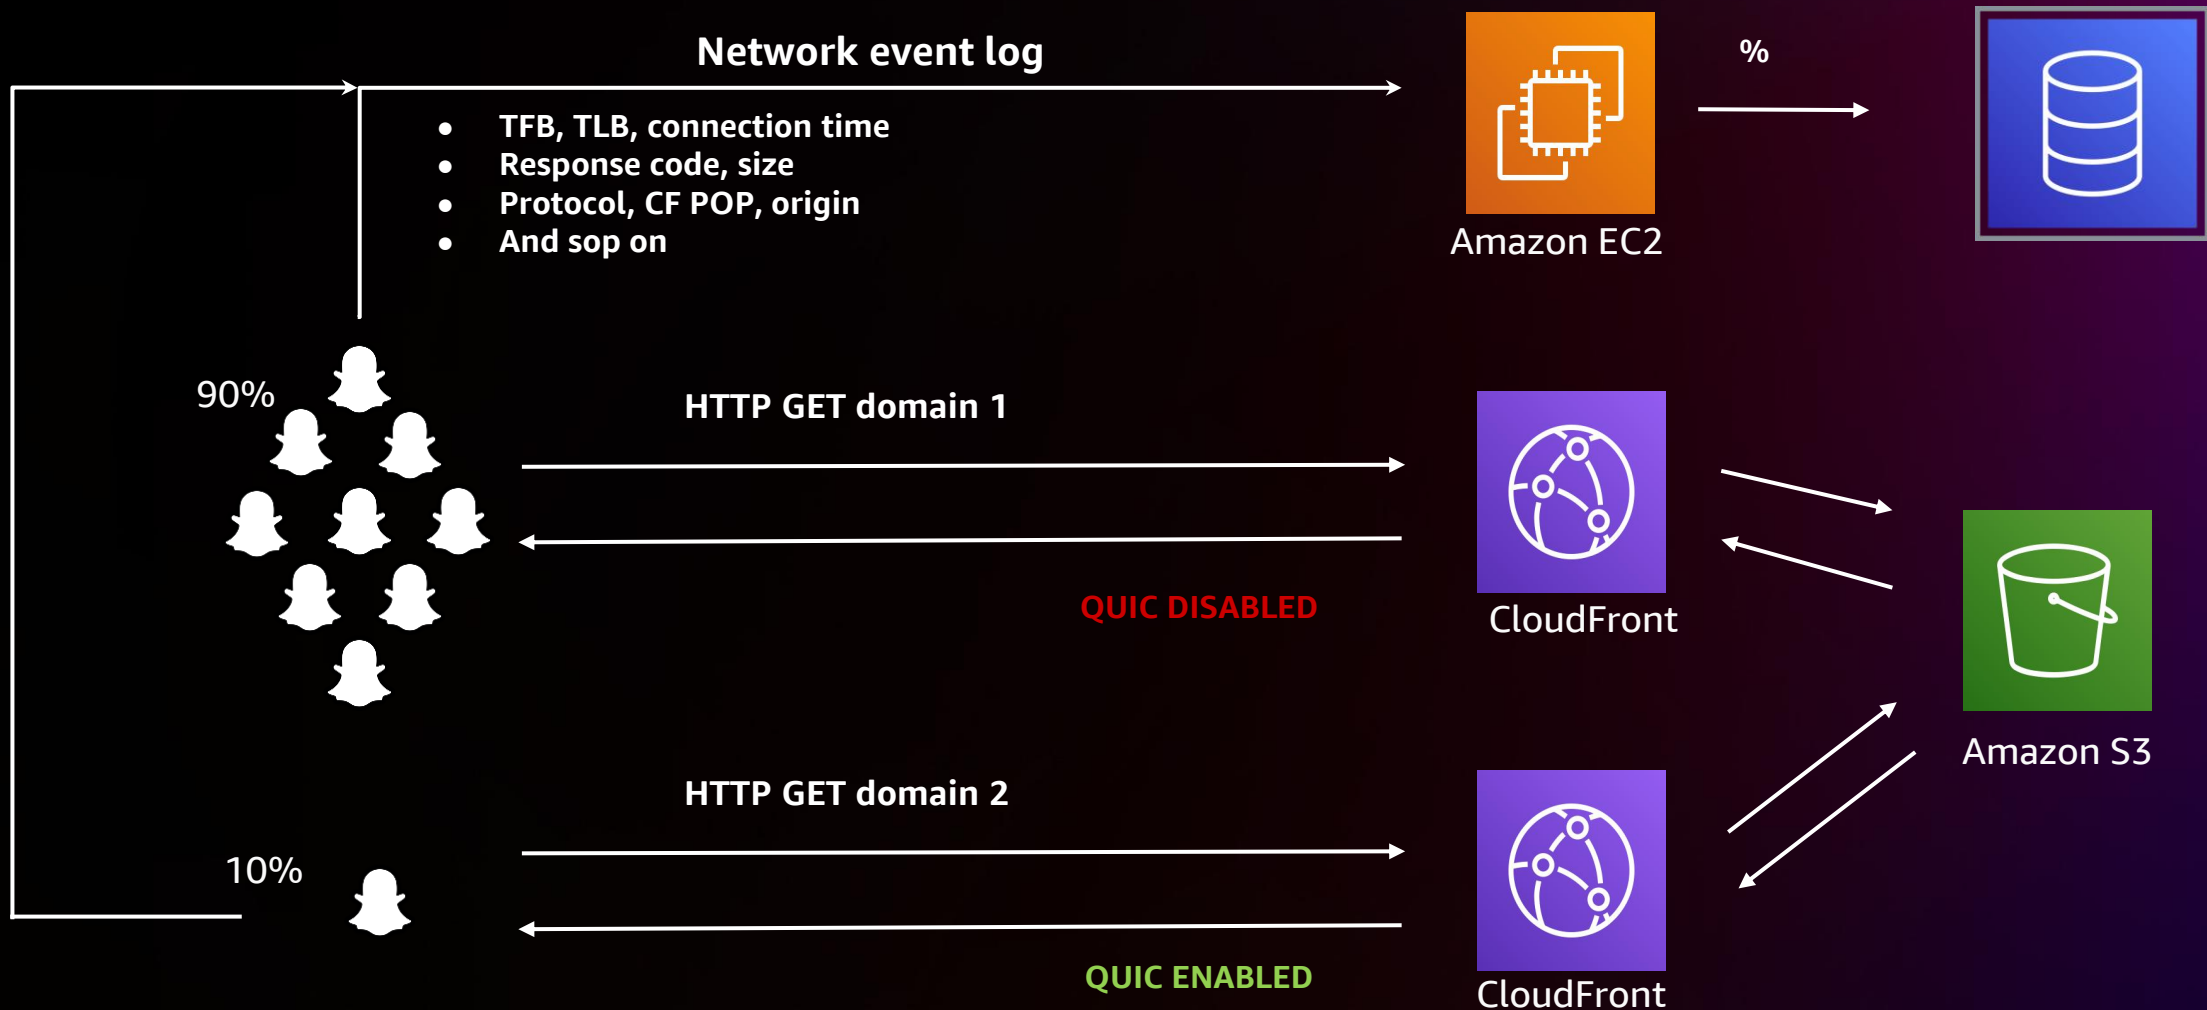 Network event log
%
● TFB, TLB, connection time
● Response code, size
● Protocol, CF POP, origin
● And sop on
Amazon EC2
90%
HTTP GET domain 1
QUIC DISABLED
CloudFront
Amazon S3
HTTP GET domain 2
10%
QUIC ENABLED
CloudFront